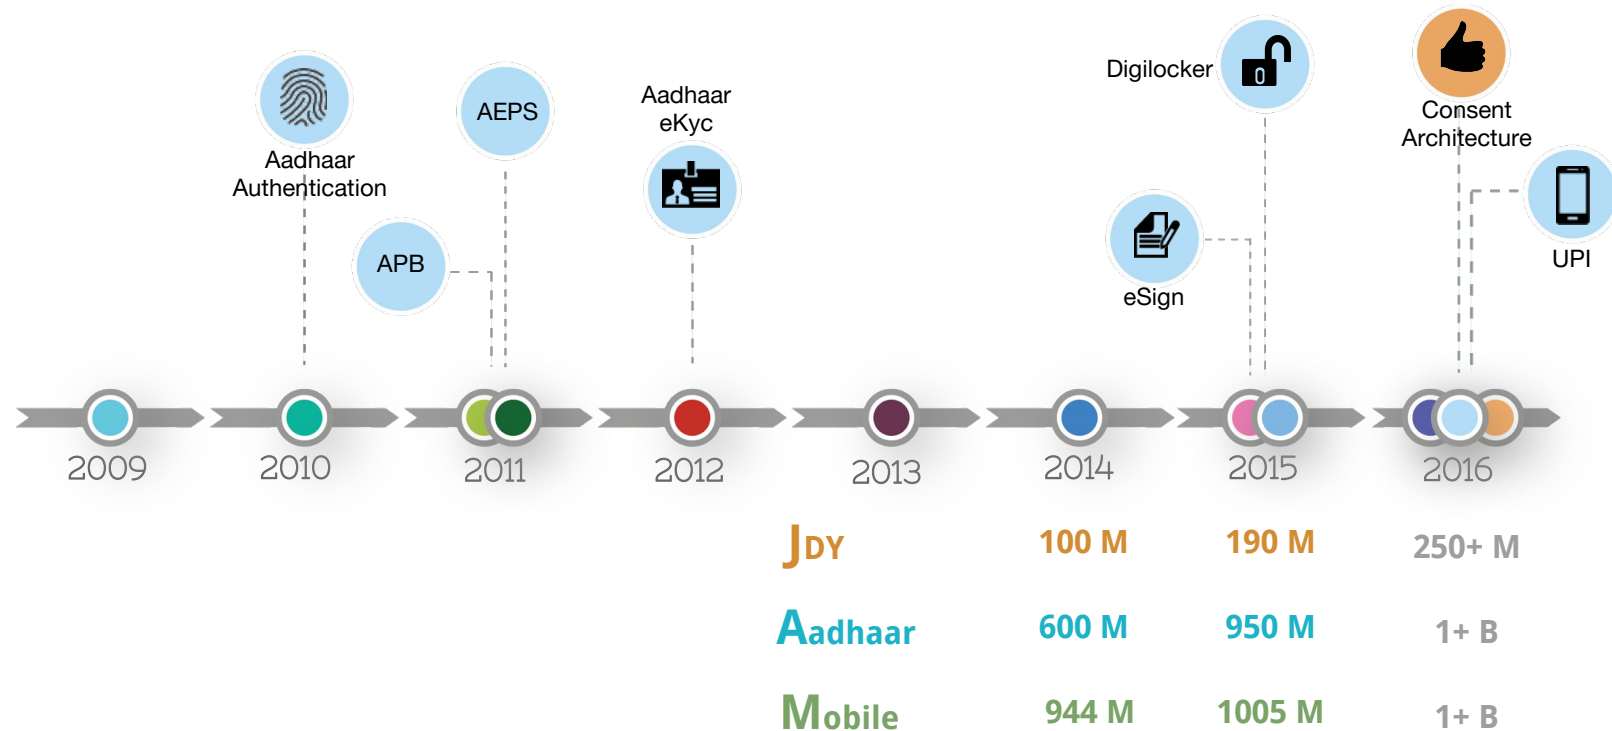 Aadhaar
Authentication
APB
AEPS
Aadhaar
eKyc
eSign
Digilocker
Consent
Architecture
UPI
2009
2010
2011
2012
2013
2014
2015
2016
JDY 100 M 190 M 250+ M
Aadhaar 600 M 950 M 1+ B
Mobile 944 M 1005 M 1+ B